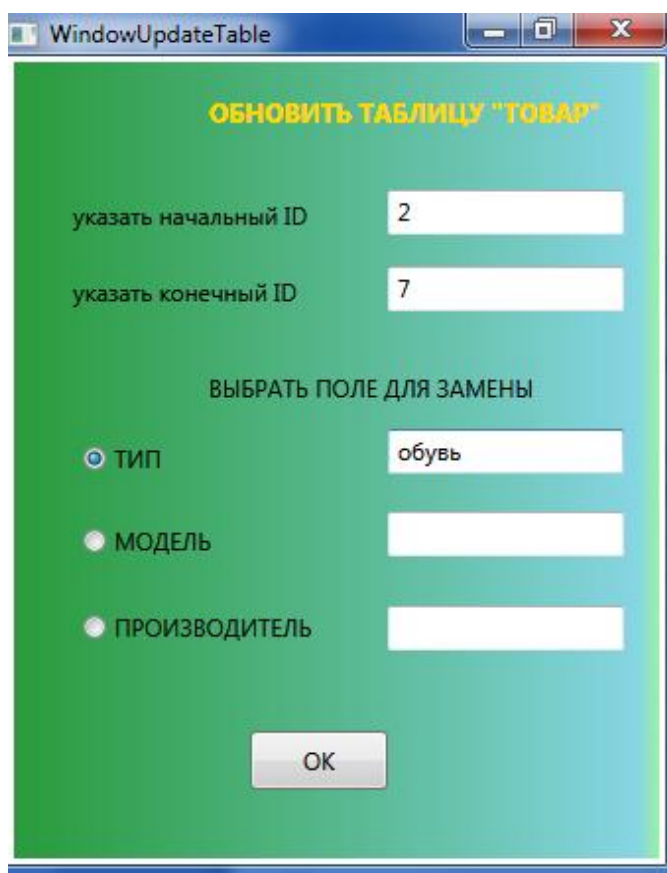 WindowUpdateTable
ОБНОВИТЬ ТАБЛИЦУ "ТОВАР"
указать начальный ID 2
указать конечный ID 7
ВЫБРАТЬ ПОЛЕ ДЛЯ ЗАМЕНЫ
ТИП обувь
МОДЕЛЬ
ПРОИЗВОДИТЕЛЬ
OK